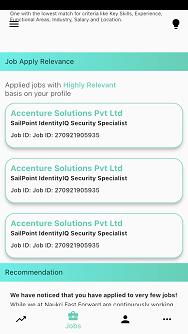 One with the lowest match for criteria like Key Skills, Experience,
Functional Areas, Industry, Salary and Location.
Job Apply Relevance
Applied jobs with Highly Relevant
basis on your profile
Accenture Solutions Pvt Ltd
SailPoint IdentityIQ Security Specialist
Job ID: Job ID: 270921905935
Accenture Solutions Pvt Ltd
SailPoint IdentityIQ Security Specialist
Job ID: Job ID: 270921905935
Accenture Solutions Pvt Ltd
SailPoint IdentityIQ Security Specialist
Job ID: Job ID: 270921905935
Recommendation
We have noticed that you have applied to very few jobs!
While we at Naukri Fast Forward are continuously working
Jobs